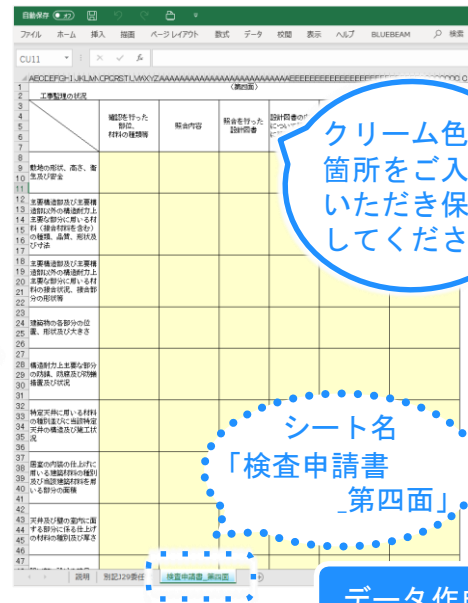 自動保存 オフ
ファイル ホーム 挿入 描画 ページレイアウト 数式 データ 校閲 表示 ヘルプ BLUEBEAM 検索
CU11
(第四面)
工事監理の状況
確認を行った
部位、
材料の種類等
照合内容
照合を行った
設計図書
設計図書の内
クリーム色
箇所をご入
いただき保
してくださ
敷地の形状、高さ、衛
生及び安全
主要構造部及び主要構
造部以外の構造耐力上
主要な部分に用いる材
料(接合材料を含む)
の種類、品質、形状及
び寸法
主要構造部及び主要構
造部以外の構造耐力上
主要な部分に用いる材
料の接合状況、接合部
分の形状等
建築物の各部分の位
置、形状及び大きさ
構造耐力上主要な部分
の防錆、防腐及び防蟻
措置及び状況
特定天井に用いる材料
の種別並びに当該特定
天井の構造及び施工状
況
居室の内装の仕上げに
用いる建築材料の種別
及び当該建築材料を用
いる部分の面積
天井及び壁の室内に面
する部分に係る仕上げ
の材料の種別及び厚さ
シート名
「検査申請書
_第四面」
説明 別記J29委任 検査申請書_第四面
データ作成